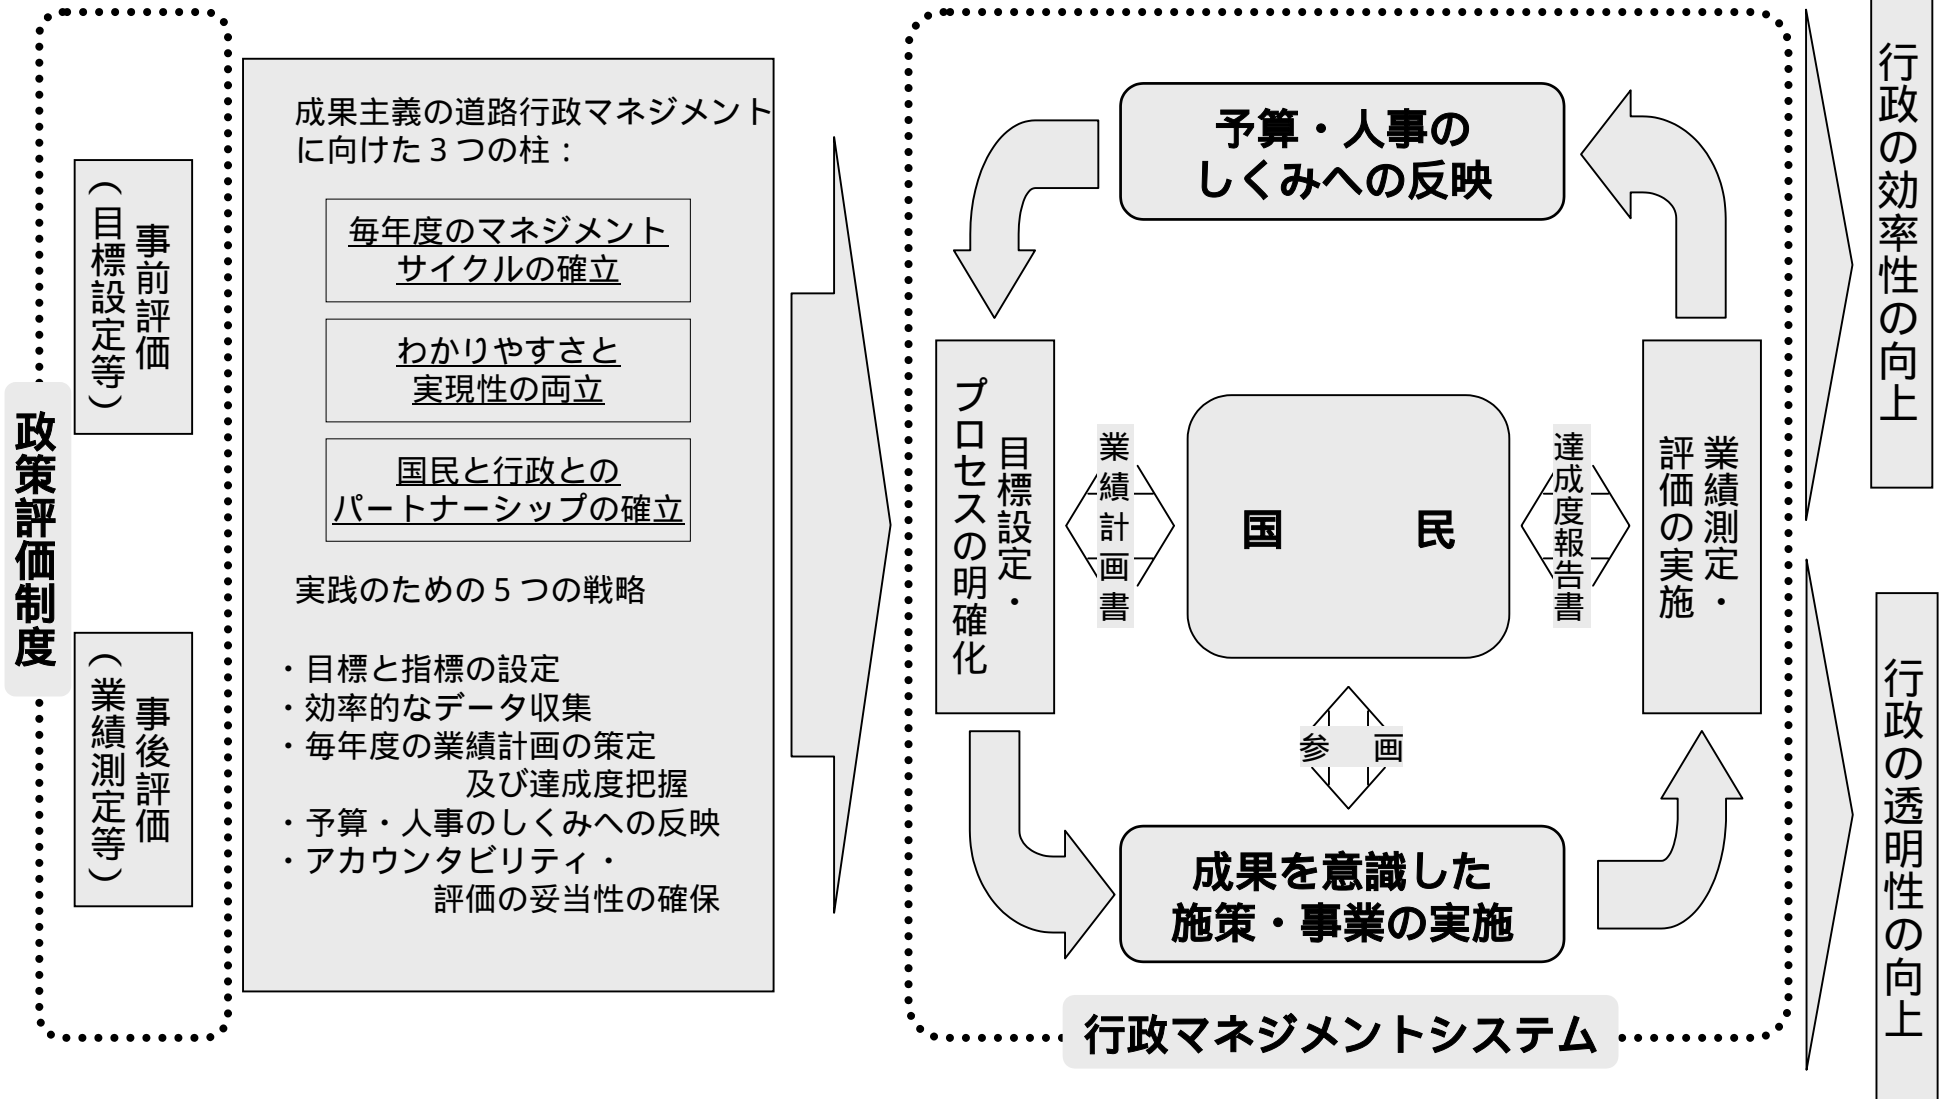 政策評価制度
事前評価
(目標設定等)
事後評価
(業績測定等)
成果主義の道路行政マネジメント
に向けた3つの柱:
毎年度のマネジメント
サイクルの確立
わかりやすさと
実現性の両立
国民と行政との
パートナーシップの確立
実践のための5つの戦略
・目標と指標の設定
・効率的なデータ収集
・毎年度の業績計画の策定
及び達成度把握
・予算・人事のしくみへの反映
・アカウンタビリティ・
評価の妥当性の確保
予算・人事の
しくみへの反映
目標設定・
プロセスの明確化
業績計画書
国 民
達成度報告書
業績測定・
評価の実施
参 画
成果を意識した
施策・事業の実施
行政マネジメントシステム
行政の効率性の向上
行政の透明性の向上